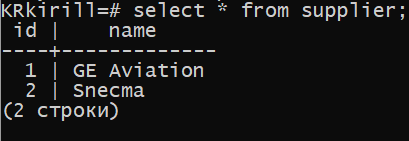 KRkirill=# select * from supplier;
 id |    name
----+-------------
  1 | GE Aviation
  2 | Snecma
(2 строки)